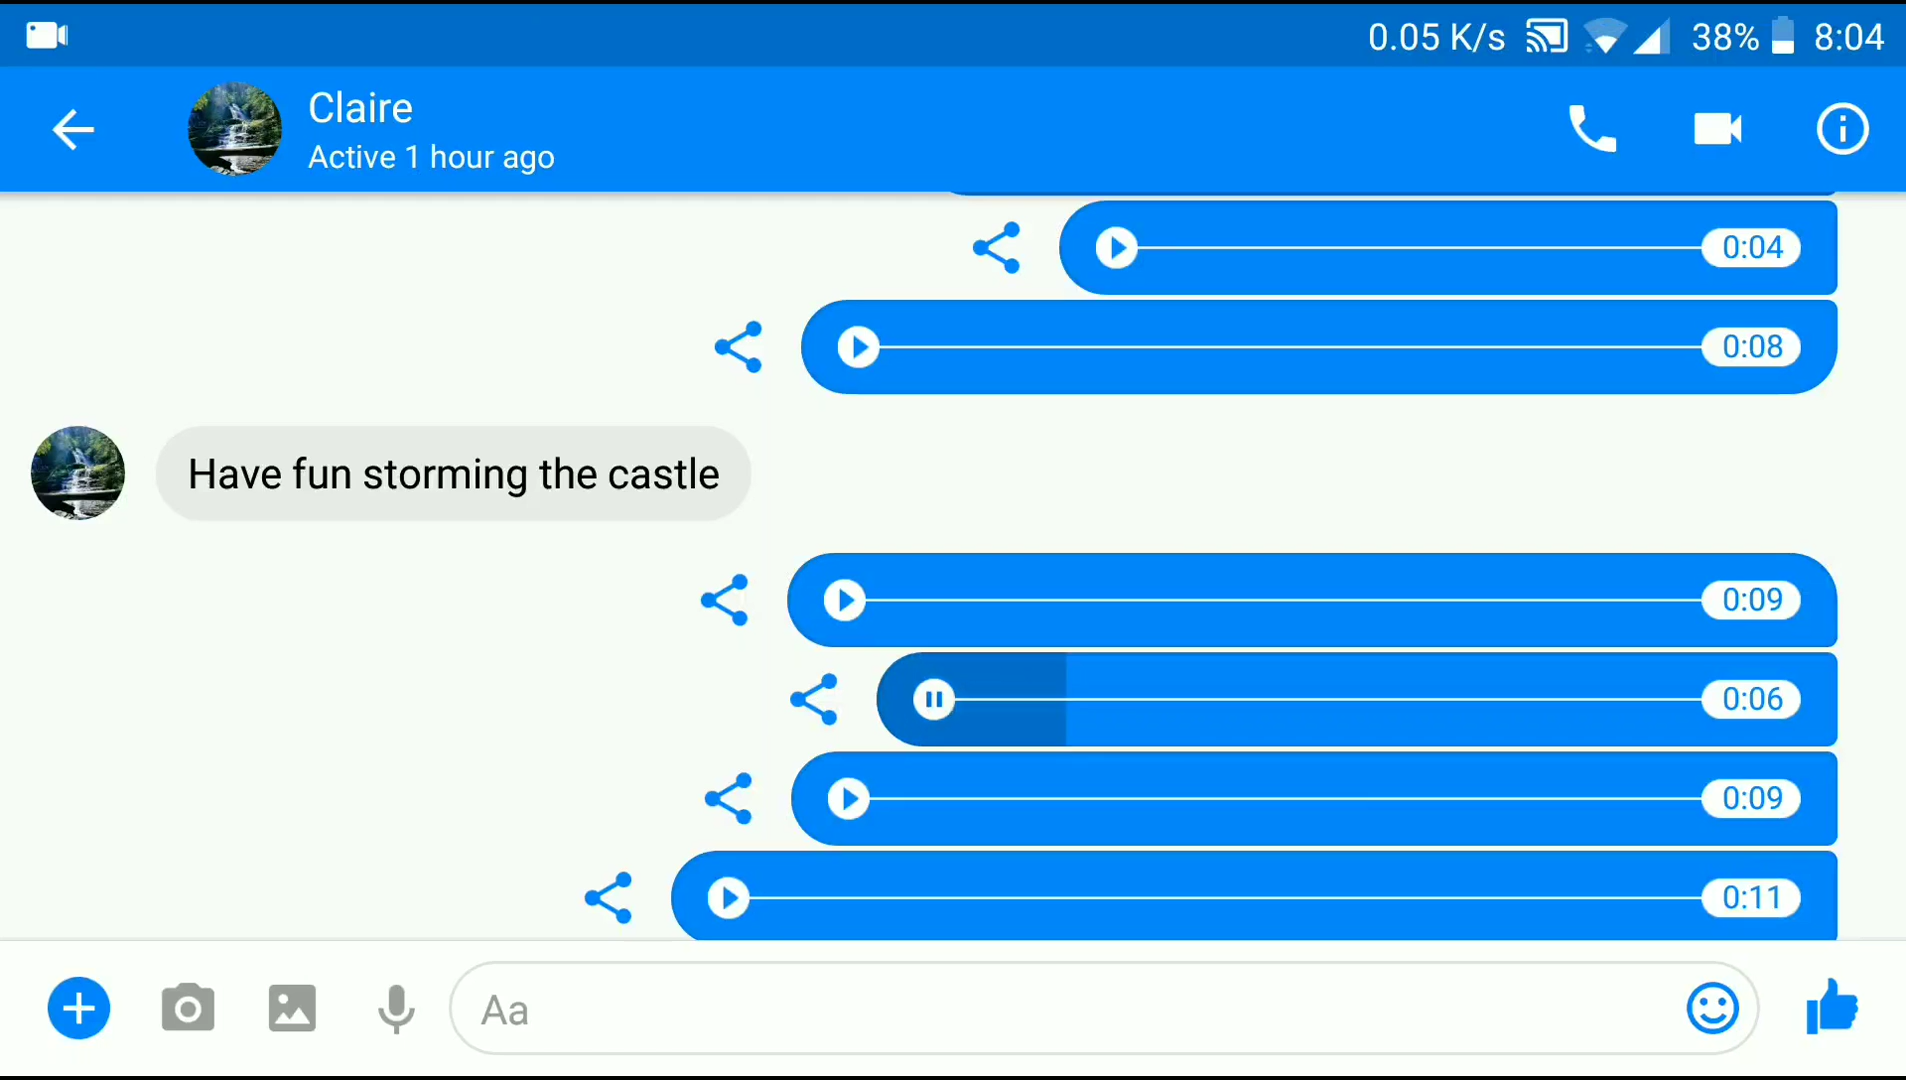 0.05 K/s 38% 8:04
Claire
Active 1 hour ago
0:04
0:08
Have fun storming the castle
0:09
0:06
0:09
0:11
Aa